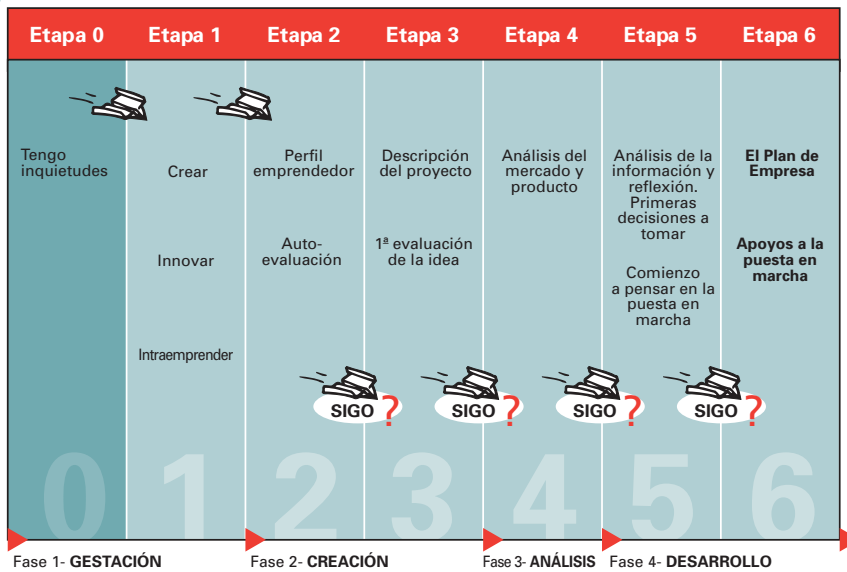 Etapa 0
Etapa 1
Etapa 2
Etapa 3
Etapa 4
Etapa 5
Etapa 6
Tengo
inquietudes
Crear
Innovar
Intraemprender
Perfil
emprendedor
Auto-
evaluación
Descripción
del proyecto
1ª evaluación
de la idea
Análisis del
mercado y
producto
Análisis de la
información y
reflexión.
Primeras
decisiones a
tomar
Comienzo
a pensar en la
puesta en
marcha
El Plan de
Empresa
Apoyos a la
puesta en
marcha
SIGO ?
SIGO ?
SIGO ?
SIGO ?
0
1
2
3
4
5
6
Fase 1- GESTACIÓN
Fase 2- CREACIÓN
Fase 3- ANÁLISIS
Fase 4- DESARROLLO